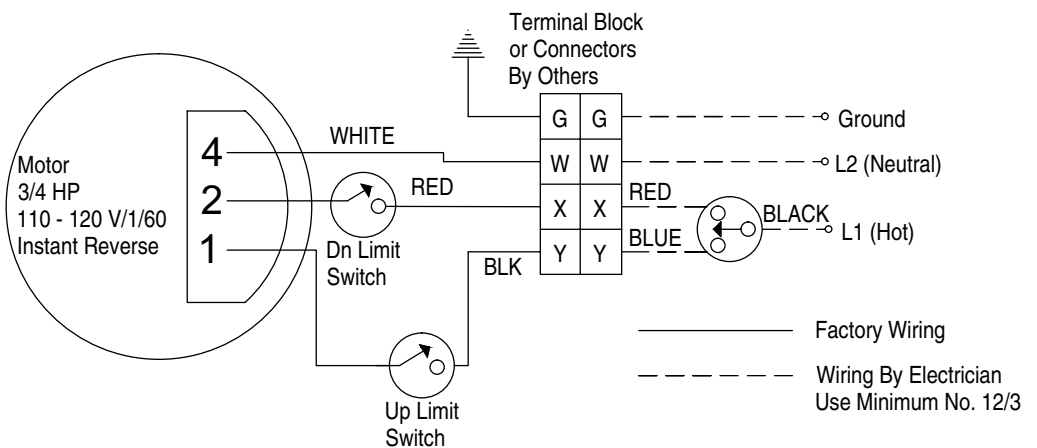 Terminal Block
or Connectors
By Others
G G
Ground
WHITE
4
W W
L2 (Neutral)
Motor
3/4 HP
110 - 120 V/1/60
Instant Reverse
2
RED
X X
RED
BLACK
L1 (Hot)
1
Dn Limit
Switch
BLK
Y Y
BLUE
Factory Wiring
Wiring By Electrician
Use Minimum No. 12/3
Up Limit
Switch